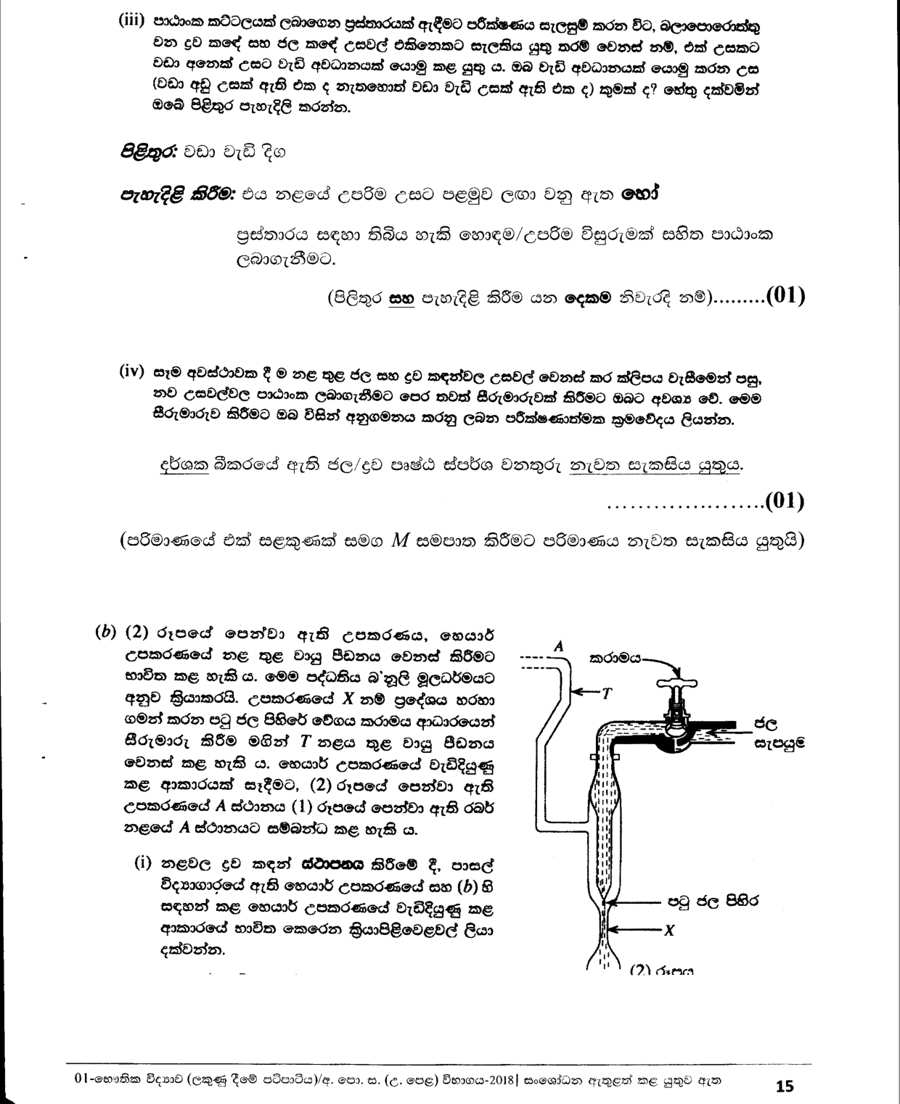 (iii) පාඨාංක කට්ටලයක් ලබාගෙන ප්‍රස්තාරයක් ඇඳීමට පරීක්ෂණය සැලසුම් කරන විට, බලාපොරොත්තු
වන ද්‍රව කඳේ සහ ජල කඳේ උසවල් එකිනෙකට සැලකිය යුතු තරම් වෙනස් නම්, එක් උසකට
වඩා අනෙක් උසට වැඩි අවධානයක් යොමු කළ යුතු ය. ඔබ වැඩි අවධානයක් යොමු කරන උස
(වඩා අඩු උසක් ඇති එක ද නැතහොත් වඩා වැඩි උසක් ඇති එක ද) කුමක් ද? හේතු දක්වමින්
ඔබේ පිළිතුර පැහැදිලි කරන්න.
පිළිතුර: වඩා වැඩි දිග
පැහැදිළි කිරීම: එය නළයේ උපරිම උසට පළමුව ලඟා වනු ඇත හෝ
ප්‍රස්තාරය සඳහා තිබිය හැකි හොඳම/උපරිම විසුරුමක් සහිත පාඨාංක
ලබාගැනීමට.
(පිලිතුර සහ පැහැදිළි කිරීම යන දෙකම නිවැරදි නම්).........(01)
(iv) සෑම අවස්ථාවක දී ම නළ තුළ ජල සහ ද්‍රව කඳන්වල උසවල් වෙනස් කර ක්ලිපය වැසීමෙන් පසු,
නව උසවල්වල පාඨාංක ලබාගැනීමට පෙර තවත් සීරුමාරුවක් කිරීමට ඔබට අවශ්‍ය වේ. මෙම
සීරුමාරුව කිරීමට ඔබ විසින් අනුගමනය කරනු ලබන පරීක්ෂණාත්මක ක්‍රමවේදය ලියන්න.
දර්ශක බීකරයේ ඇති ජල/ද්‍රව පෘෂ්ඨ ස්පර්ශ වනතුරු නැවත සැකසිය යුතුය.
......................(01)
(පරිමාණයේ එක් සළකුණක් සමග M සමපාත කිරීමට පරිමාණය නැවත සැකසිය යුතුයි)
(b) (2) රූපයේ පෙන්වා ඇති උපකරණය, හෙයාර්
උපකරණයේ නළ තුළ වායු පීඩනය වෙනස් කිරීමට
භාවිත කළ හැකි ය. මෙම පද්ධතිය බ'නූලි මූලධර්මයට
අනුව ක්‍රියාකරයි. උපකරණයේ X නම් ප්‍රදේශය හරහා
ගමන් කරන පටු ජල පිහිරේ වේගය කරාමය ආධාරයෙන්
සීරුමාරු කිරීම මගින් T නළය තුළ වායු පීඩනය
වෙනස් කළ හැකි ය. හෙයාර් උපකරණයේ වැඩිදියුණු
කළ ආකාරයක් සෑදීමට, (2) රූපයේ පෙන්වා ඇති
උපකරණයේ A ස්ථානය (1) රූපයේ පෙන්වා ඇති රබර්
නළයේ A ස්ථානයට සම්බන්ධ කළ හැකි ය.
(i) නළවල ද්‍රව කඳන් ස්ථාපනය කිරීමේ දී, පාසල්
විද්‍යාගාරයේ ඇති හෙයාර් උපකරණයේ සහ (b) හි
සඳහන් කළ හෙයාර් උපකරණයේ වැඩිදියුණු කළ
ආකාරයේ භාවිත කෙරෙන ක්‍රියාපිළිවෙළවල් ලියා
දක්වන්න.
A
කරාමය
T
ජල
සැපයුම
පටු ජල පිහිර
X
(2) රූපය
01-භෞතික විද්‍යාව (ලකුණු දීමේ පටිපාටිය)/අ. පො. ස. (උ. පෙළ) විභාගය-2018| සංශෝධන ඇතුළත් කළ යුතුව ඇත
15